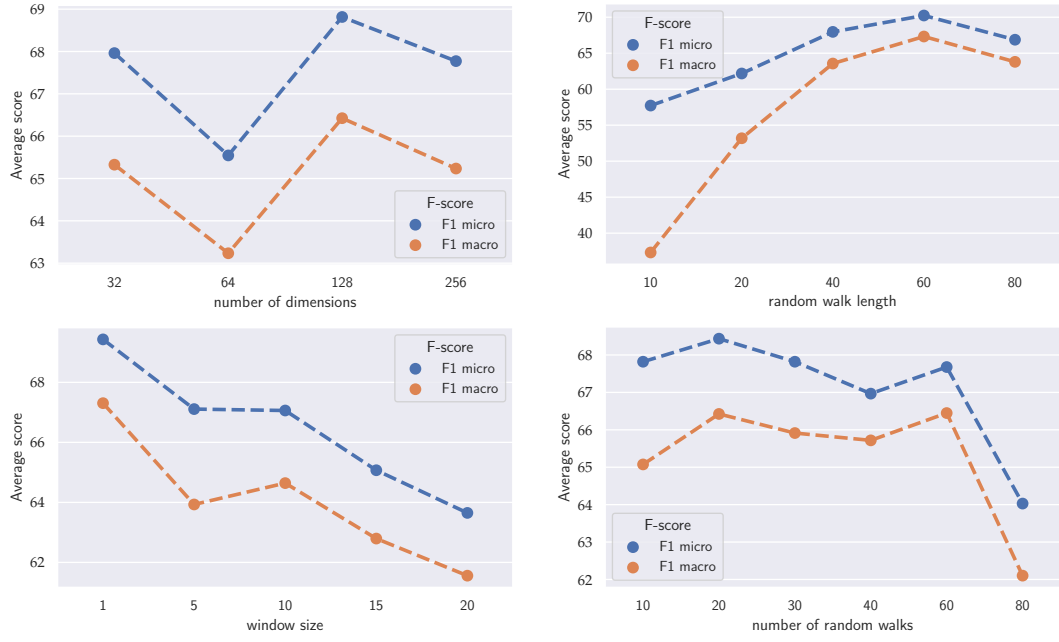 69
68
67
66
65
64
63
Average score
F-score
F1 micro
F1 macro
32 64 128 256
number of dimensions
70
65
60
55
50
45
40
Average score
F-score
F1 micro
F1 macro
10 20 40 60 80
random walk length
68
66
64
62
Average score
F-score
F1 micro
F1 macro
1 5 10 15 20
window size
68
67
66
65
64
63
62
Average score
F-score
F1 micro
F1 macro
10 20 30 40 60 80
number of random walks